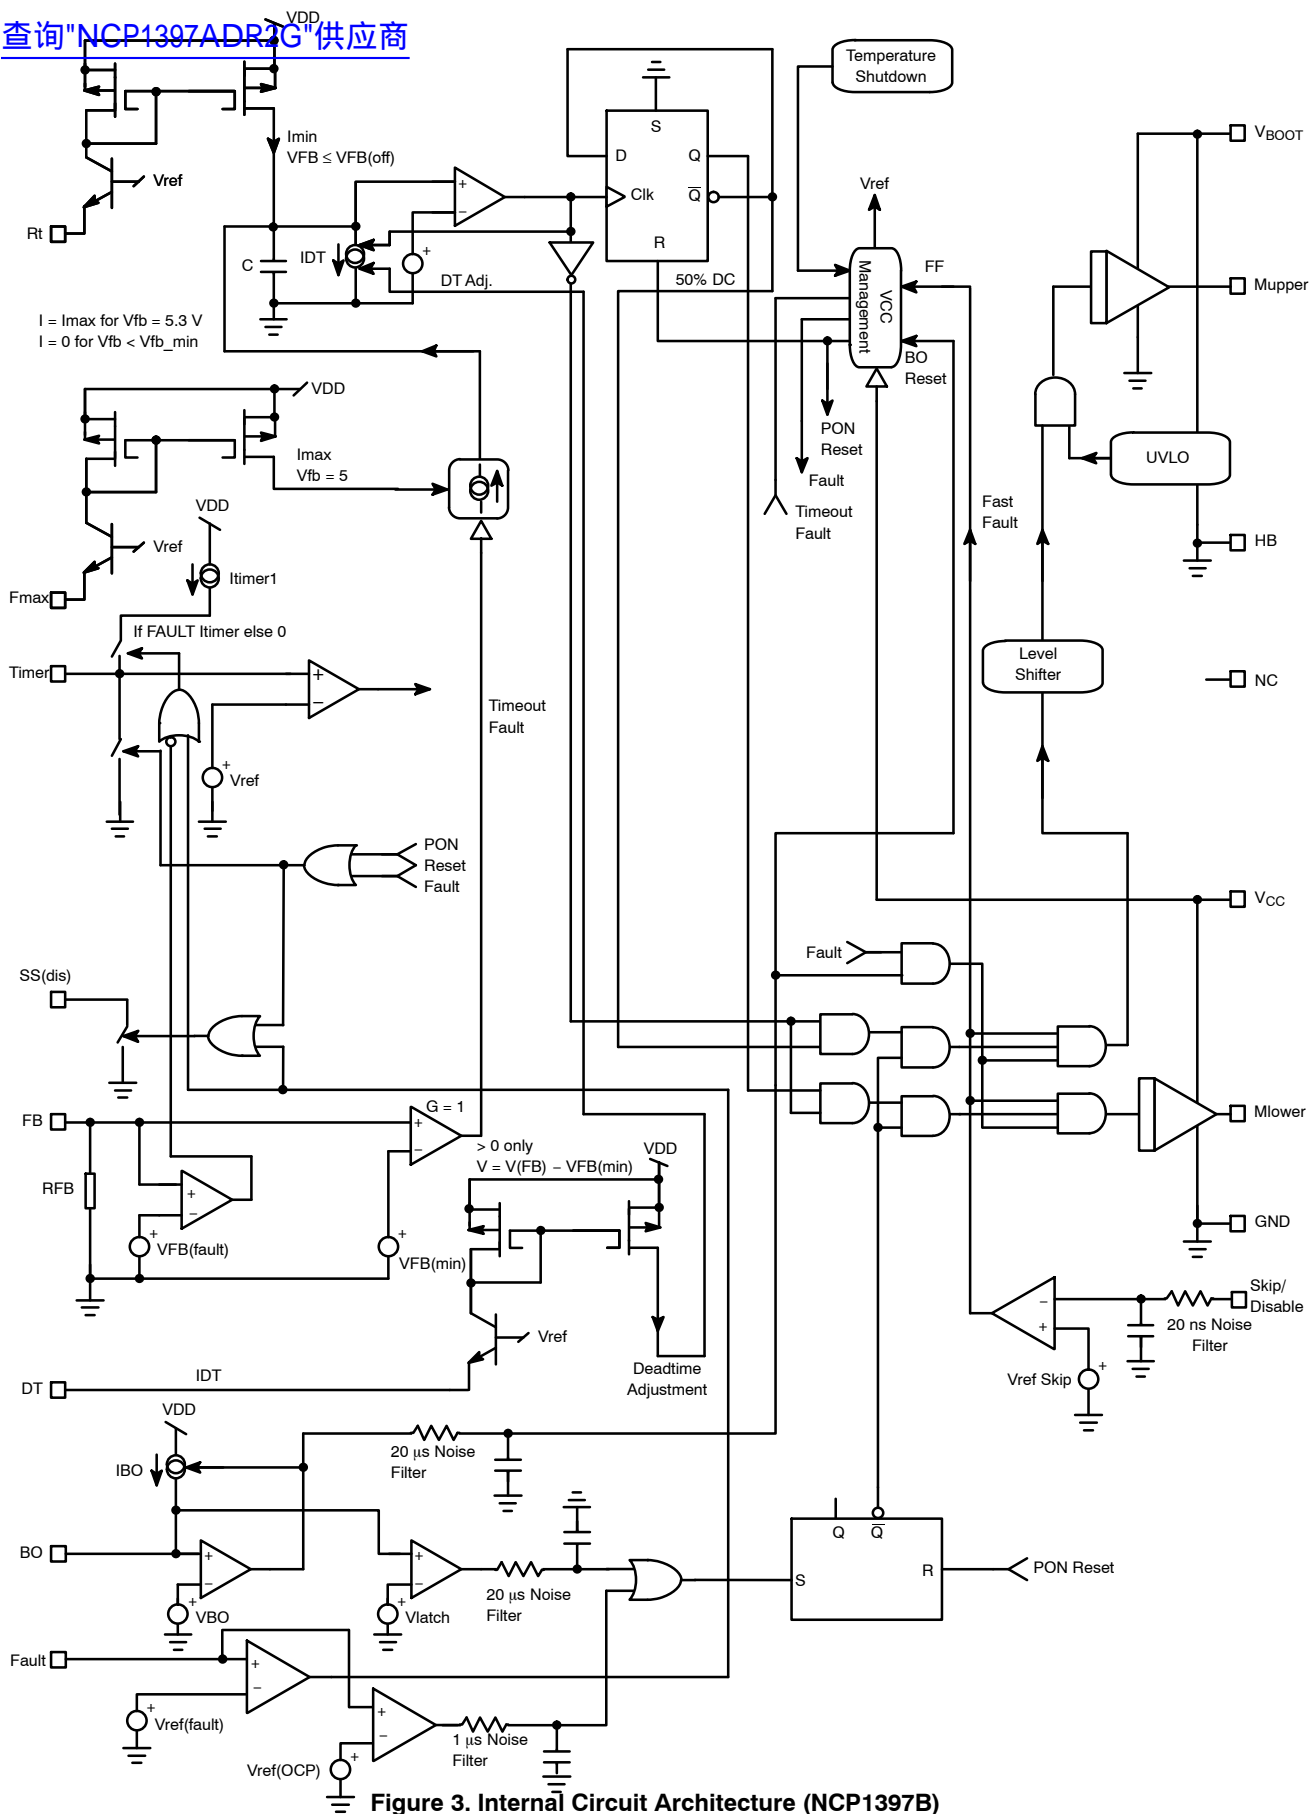 查询"NCP1397ADR2G"供应商
VDD
Imin
VFB ≤ VFB(off)
Vref
Rt
C
IDT
+
−
+
DT Adj.
I = Imax for Vfb = 5.3 V
I = 0 for Vfb < Vfb_min
S
D
Q
Clk
Q
R
50% DC
Temperature
Shutdown
Vref
VCC
Management
FF
BO
Reset
PON
Reset
Fault
Timeout
Fault
VBOOT
Mupper
UVLO
HB
Fast
Fault
Level
Shifter
NC
VDD
Imax
Vfb = 5
VDD
Vref
Itimer1
Fmax
If FAULT Itimer else 0
Timer
+
−
+
Vref
Timeout
Fault
PON
Reset
Fault
VCC
Fault
SS(dis)
FB
G = 1
+
−
> 0 only
V = V(FB) − VFB(min)
VDD
RFB
+
−
+
VFB(fault)
+
VFB(min)
Mlower
GND
Vref
Deadtime
Adjustment
DT
IDT
Skip/
Disable
−
+
20 ns Noise
Filter
Vref Skip
+
VDD
IBO
20 μs Noise
Filter
BO
+
−
+
VBO
+
−
+
Vlatch
20 μs Noise
Filter
Q
Q
S
R
PON Reset
Fault
+
−
+
Vref(fault)
+
−
1 μs Noise
Filter
Vref(OCP)
+
Figure 3. Internal Circuit Architecture (NCP1397B)